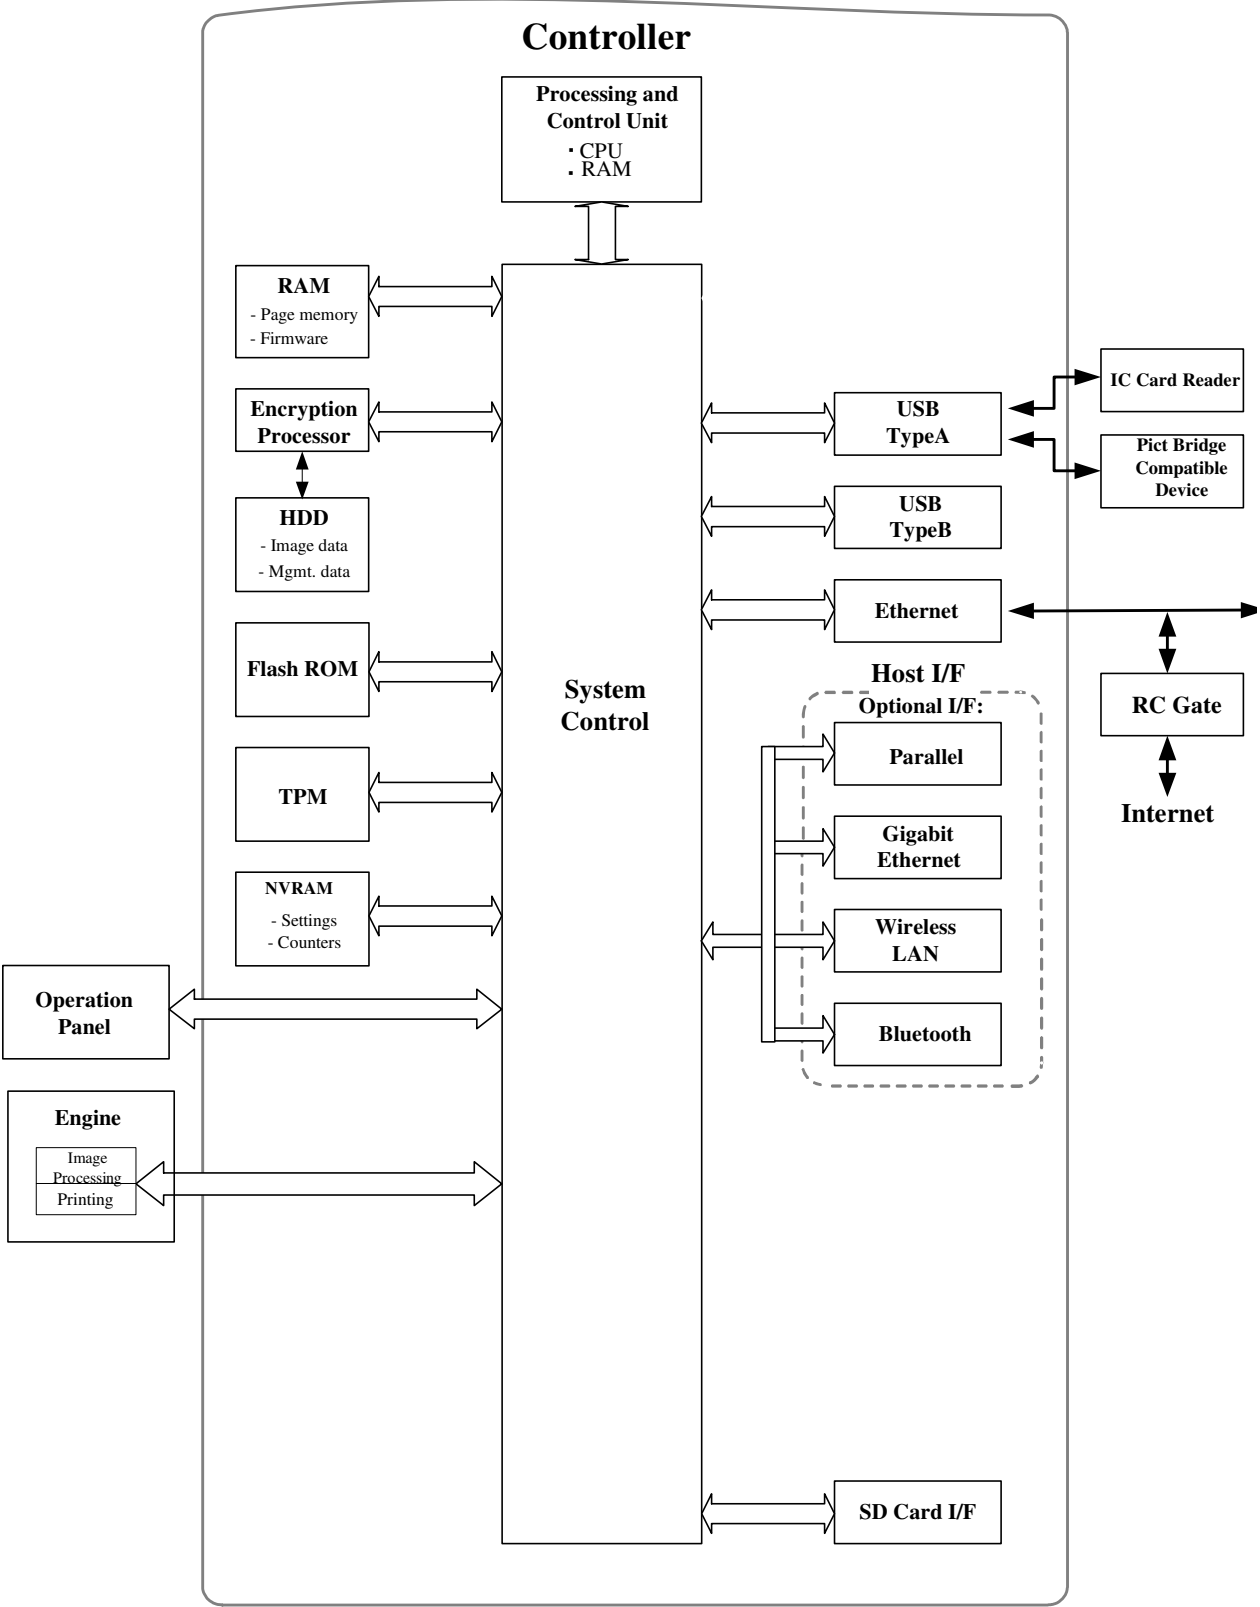 Controller
Processing and
Control Unit
· CPU
· RAM
RAM
- Page memory
- Firmware
Encryption
Processor
HDD
- Image data
- Mgmt. data
Flash ROM
TPM
NVRAM
- Settings
- Counters
Operation
Panel
Engine
Image
Processing
Printing
System
Control
USB
TypeA
USB
TypeB
Ethernet
Host I/F
Optional I/F:
Parallel
Gigabit
Ethernet
Wireless
LAN
Bluetooth
SD Card I/F
IC Card Reader
Pict Bridge
Compatible
Device
RC Gate
Internet